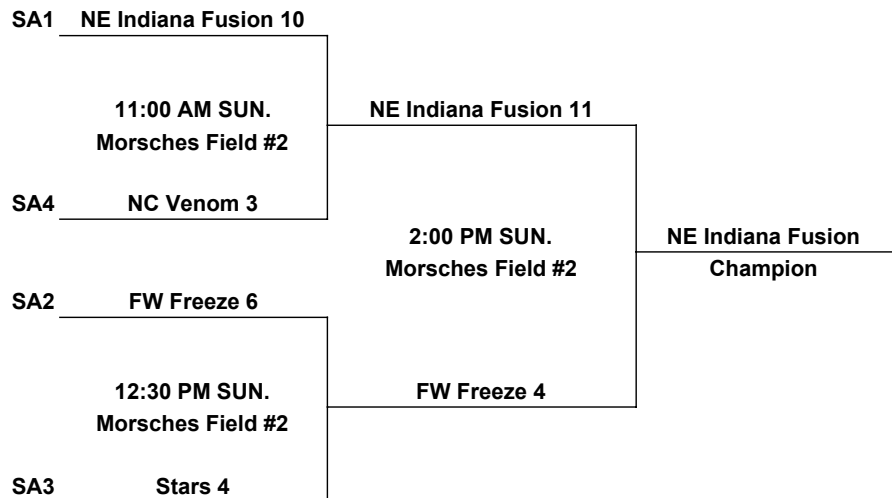 SA1 NE Indiana Fusion 10
11:00 AM SUN.
Morsches Field #2
NE Indiana Fusion 11
SA4 NC Venom 3
2:00 PM SUN.
Morsches Field #2
NE Indiana Fusion
Champion
SA2 FW Freeze 6
12:30 PM SUN.
Morsches Field #2
FW Freeze 4
SA3 Stars 4